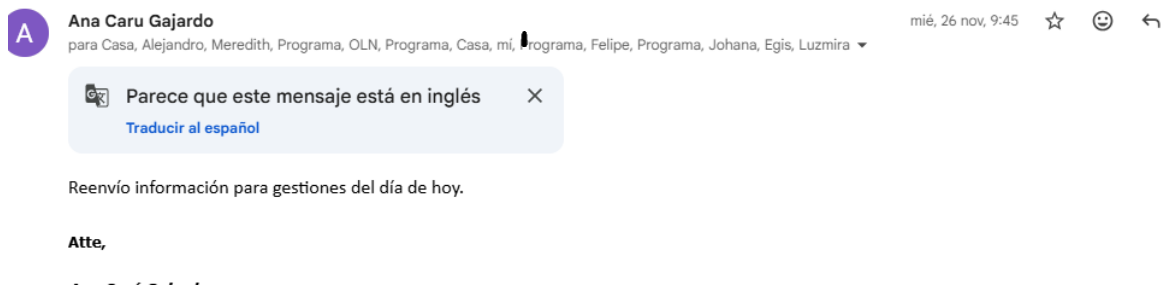 A
Ana Caru Gajardo
mié, 26 nov, 9:45
para Casa, Alejandro, Meredith, Programa, OLN, Programa, Casa, mí, Programa, Felipe, Programa, Johana, Egis, Luzmira
Parece que este mensaje está en inglés
Traducir al español
Reenvío información para gestiones del día de hoy.
Atte,